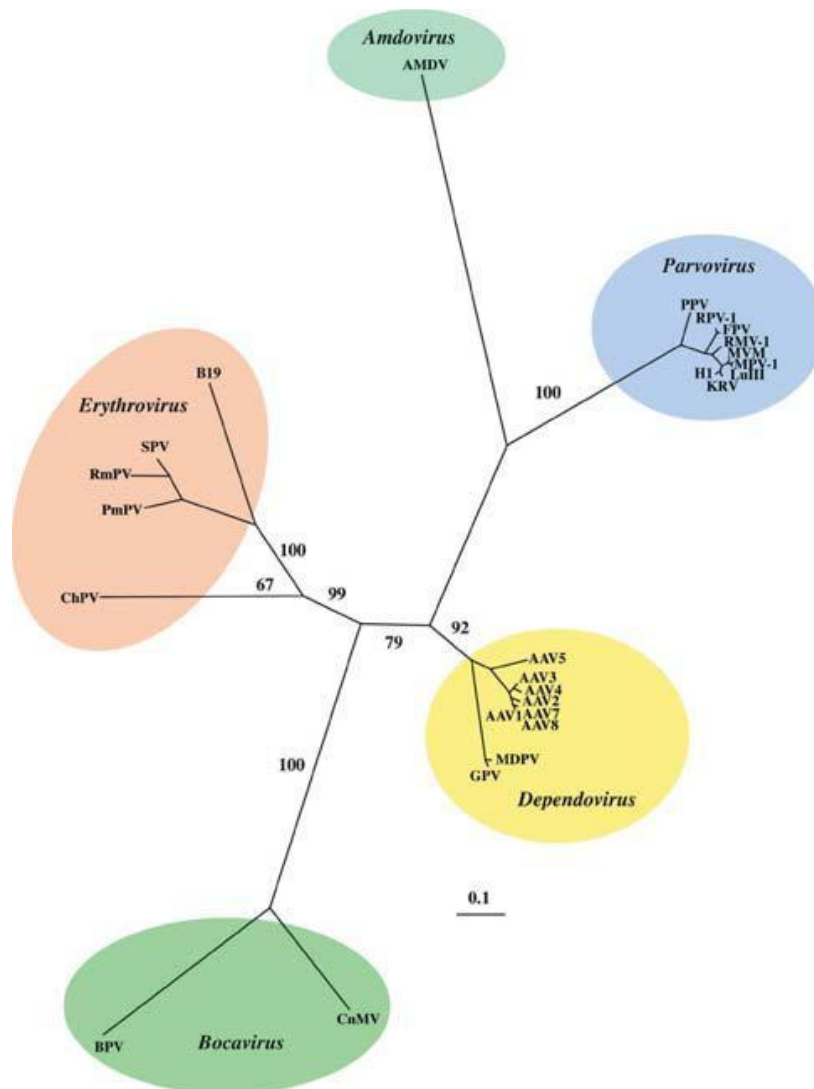 Amdovirus
AMDV
Parvovirus
PPV
RPV-1
FPV
RMV-1
MVM
MPV-1
H1 LuIII
KRV
100
B19
Erythrovirus
SPV
RmPV
PmPV
100
67
99
ChPV
79
92
AAV5
AAV3
AAV4
AAV2
AAV1 AAV7
AAV8
MDPV
GPV
Dependovirus
100
0.1
CnMV
BPV
Bocavirus